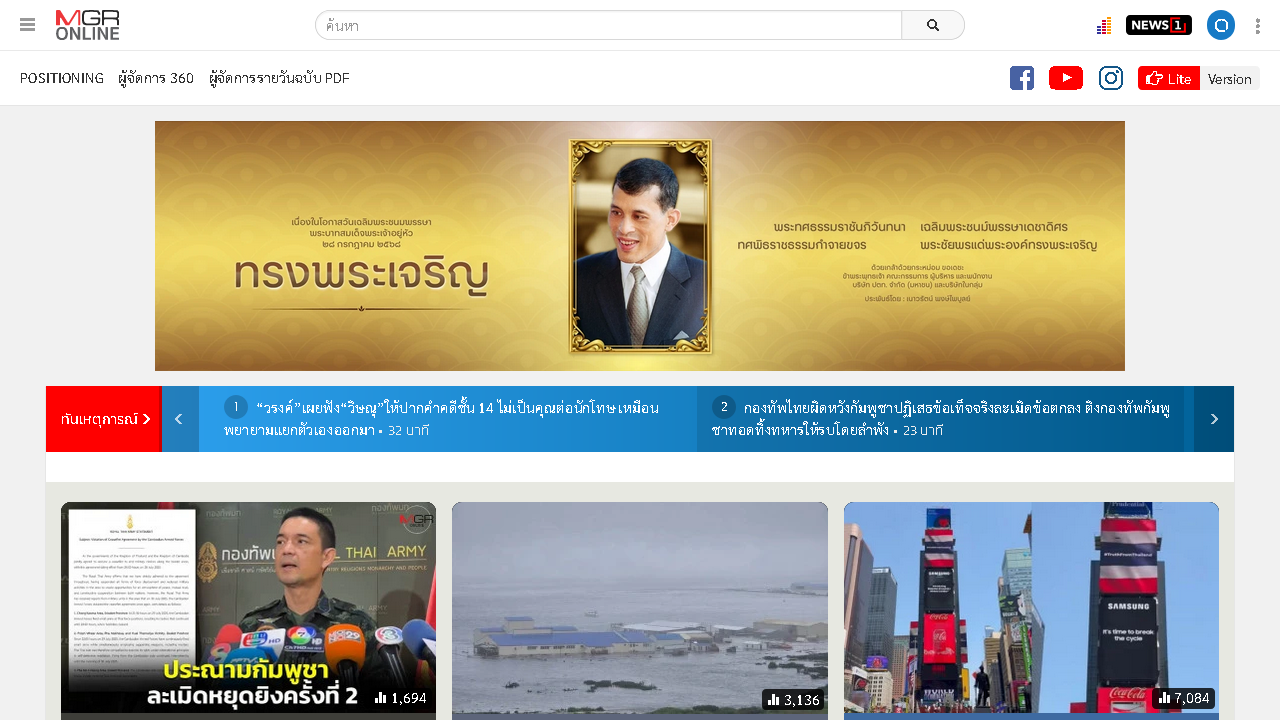 MGR
ONLINE
ค้นหา
NEWS 1
POSITIONING ผู้จัดการ 360 ผู้จัดการรายวันฉบับ PDF
Lite Version
เนื่องในโอกาสวันเฉลิมพระชนมพรรษา
พระบาทสมเด็จพระเจ้าอยู่หัว
๒๘ กรกฎาคม ๒๕๖๘
ทรงพระเจริญ
พระทศธรรมราชันภิวันทนา เฉลิมพระชนม์พรรษาเดชาดิศร
ทศพิธราชธรรมกำจายขจร พระชัยพรแด่พระองค์ทรงพระเจริญ
ด้วยเกล้าด้วยกระหม่อม ขอเดชะ
ข้าพระพุทธเจ้า คณะกรรมการ ผู้บริหาร และพนักงาน
บริษัท ปตท. จำกัด (มหาชน) และบริษัทในกลุ่ม
ประพันธ์โดย : เนาวรัตน์ พงษ์ไพบูลย์
ทันเหตุการณ์
1 “วรงค์”เผยฟัง“วิษณุ”ให้ปากคำคดีชั้น 14 ไม่เป็นคุณต่อนักโทษ เหมือน
พยายามแยกตัวเองออกมา • 32 นาที
2 กองทัพไทยผิดหวังกัมพูชาปฏิเสธข้อเท็จจริงละเมิดข้อตกลง ติงกองทัพกัมพู
ชาทอดทิ้งทหารให้รบโดยลำพัง • 23 นาที
MGR
กองทัพบก
ROYAL THAI ARMY
ประณามกัมพูชา
ละเมิดหยุดยิงครั้งที่ 2
1,694
3,136
#TruthFromThailand
SAMSUNG
It's time to break
the cycle
Coca-Cola
7,084